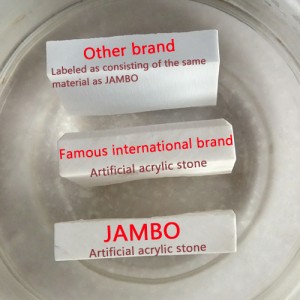 Other brand
Labeled as consisting of the same
material as JAMBO
Famous international brand
Artificial acrylic stone
JAMBO
Artificial acrylic stone